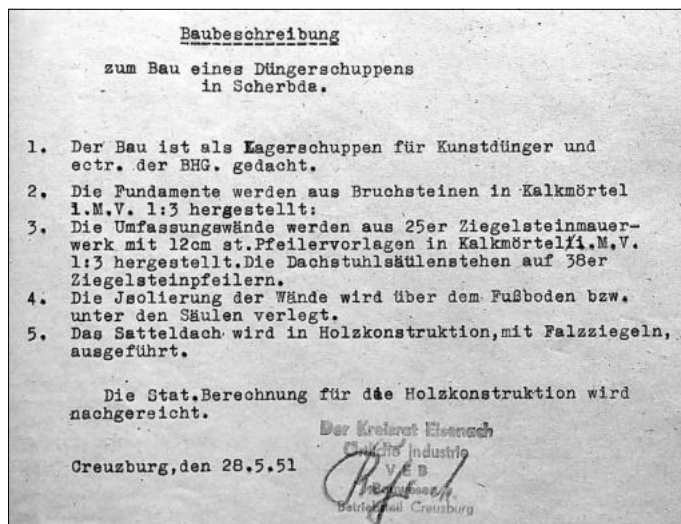 Baubeschreibung
zum Bau eines Düngerschuppens
in Scherbda.
1. Der Bau ist als Lagerschuppen für Kunstdünger und
ectr. der BHG. gedacht.
2. Die Fundamente werden aus Bruchsteinen in Kalkmörtel
1.M.V. 1:3 hergestellt:
3. Die Umfassungswände werden aus 25er Ziegelsteinmauer-
werk mit 12cm st.Pfeilervorlagen in Kalkmörtel/1.M.V.
1:3 hergestellt.Die Dachstuhlsäulenstehen auf 38er
Ziegelsteinpfeilern.
4. Die Jsolierung der Wände wird über dem Fußboden bzw.
unter den Säulen verlegt.
5. Das Satteldach wird in Holzkonstruktion,mit Falzziegeln,
ausgeführt.
Die Stat.Berechnung für die Holzkonstruktion wird
nachgereicht.
Der Kreisrat Eisenach
Industrie
Creuzburg,den 28.5.51
V E B
Creuzburg